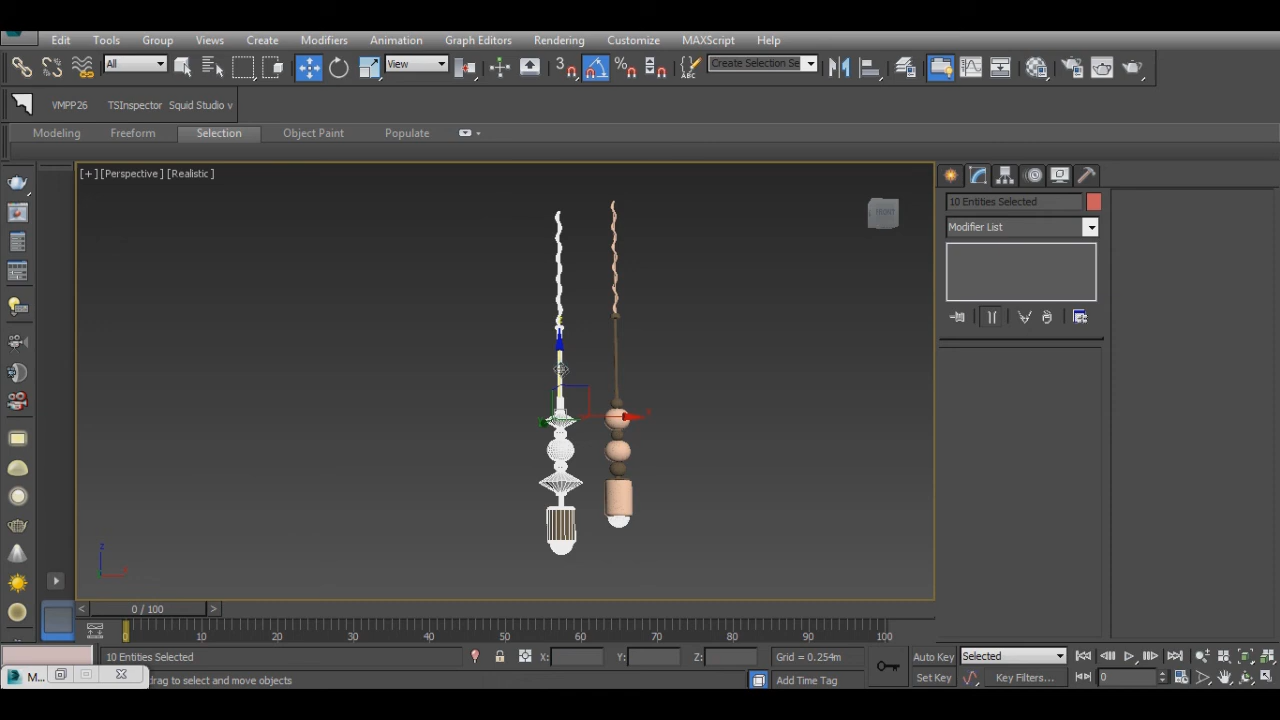 Edit Tools Group Views Create Modifiers Animation Graph Editors Rendering Customize MAXScript Help
All View 3 % ABC Create Selection Se
VMPP26 TSInspector Squid Studio v
Modeling Freeform Selection Object Paint Populate
[+] [Perspective] [Realistic]
10 Entities Selected
FRONT
Modifier List
x
z
< 0 / 100 >
0 10 20 30 40 50 60 70 80 90 100
10 Entities Selected X: Y: Z: Grid = 0.254m Auto Key Selected
M... drag to select and move objects Add Time Tag Set Key Key Filters... 0